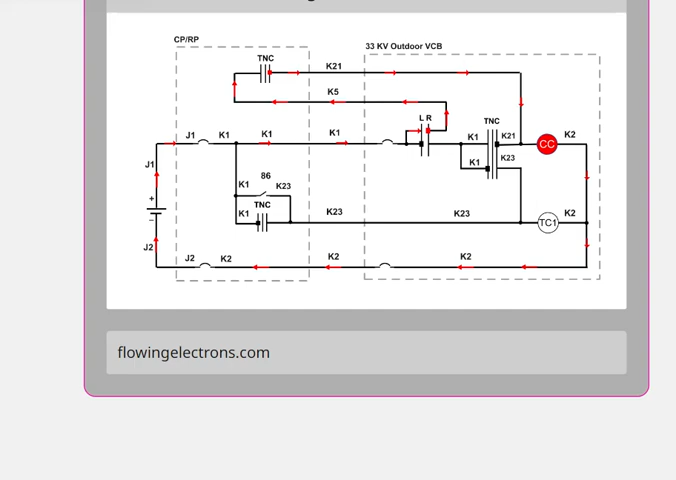 CP/RP
33 KV Outdoor VCB
TNC
K21
K5
L R
TNC
J1 K1 K1 K1 K1 K21 CC K2
J1
K1 K23
86
K1 K23
+
TNC
K1 K23 K23 K2
−
TC1
J2
J2 K2 K2 K2
flowingelectrons.com